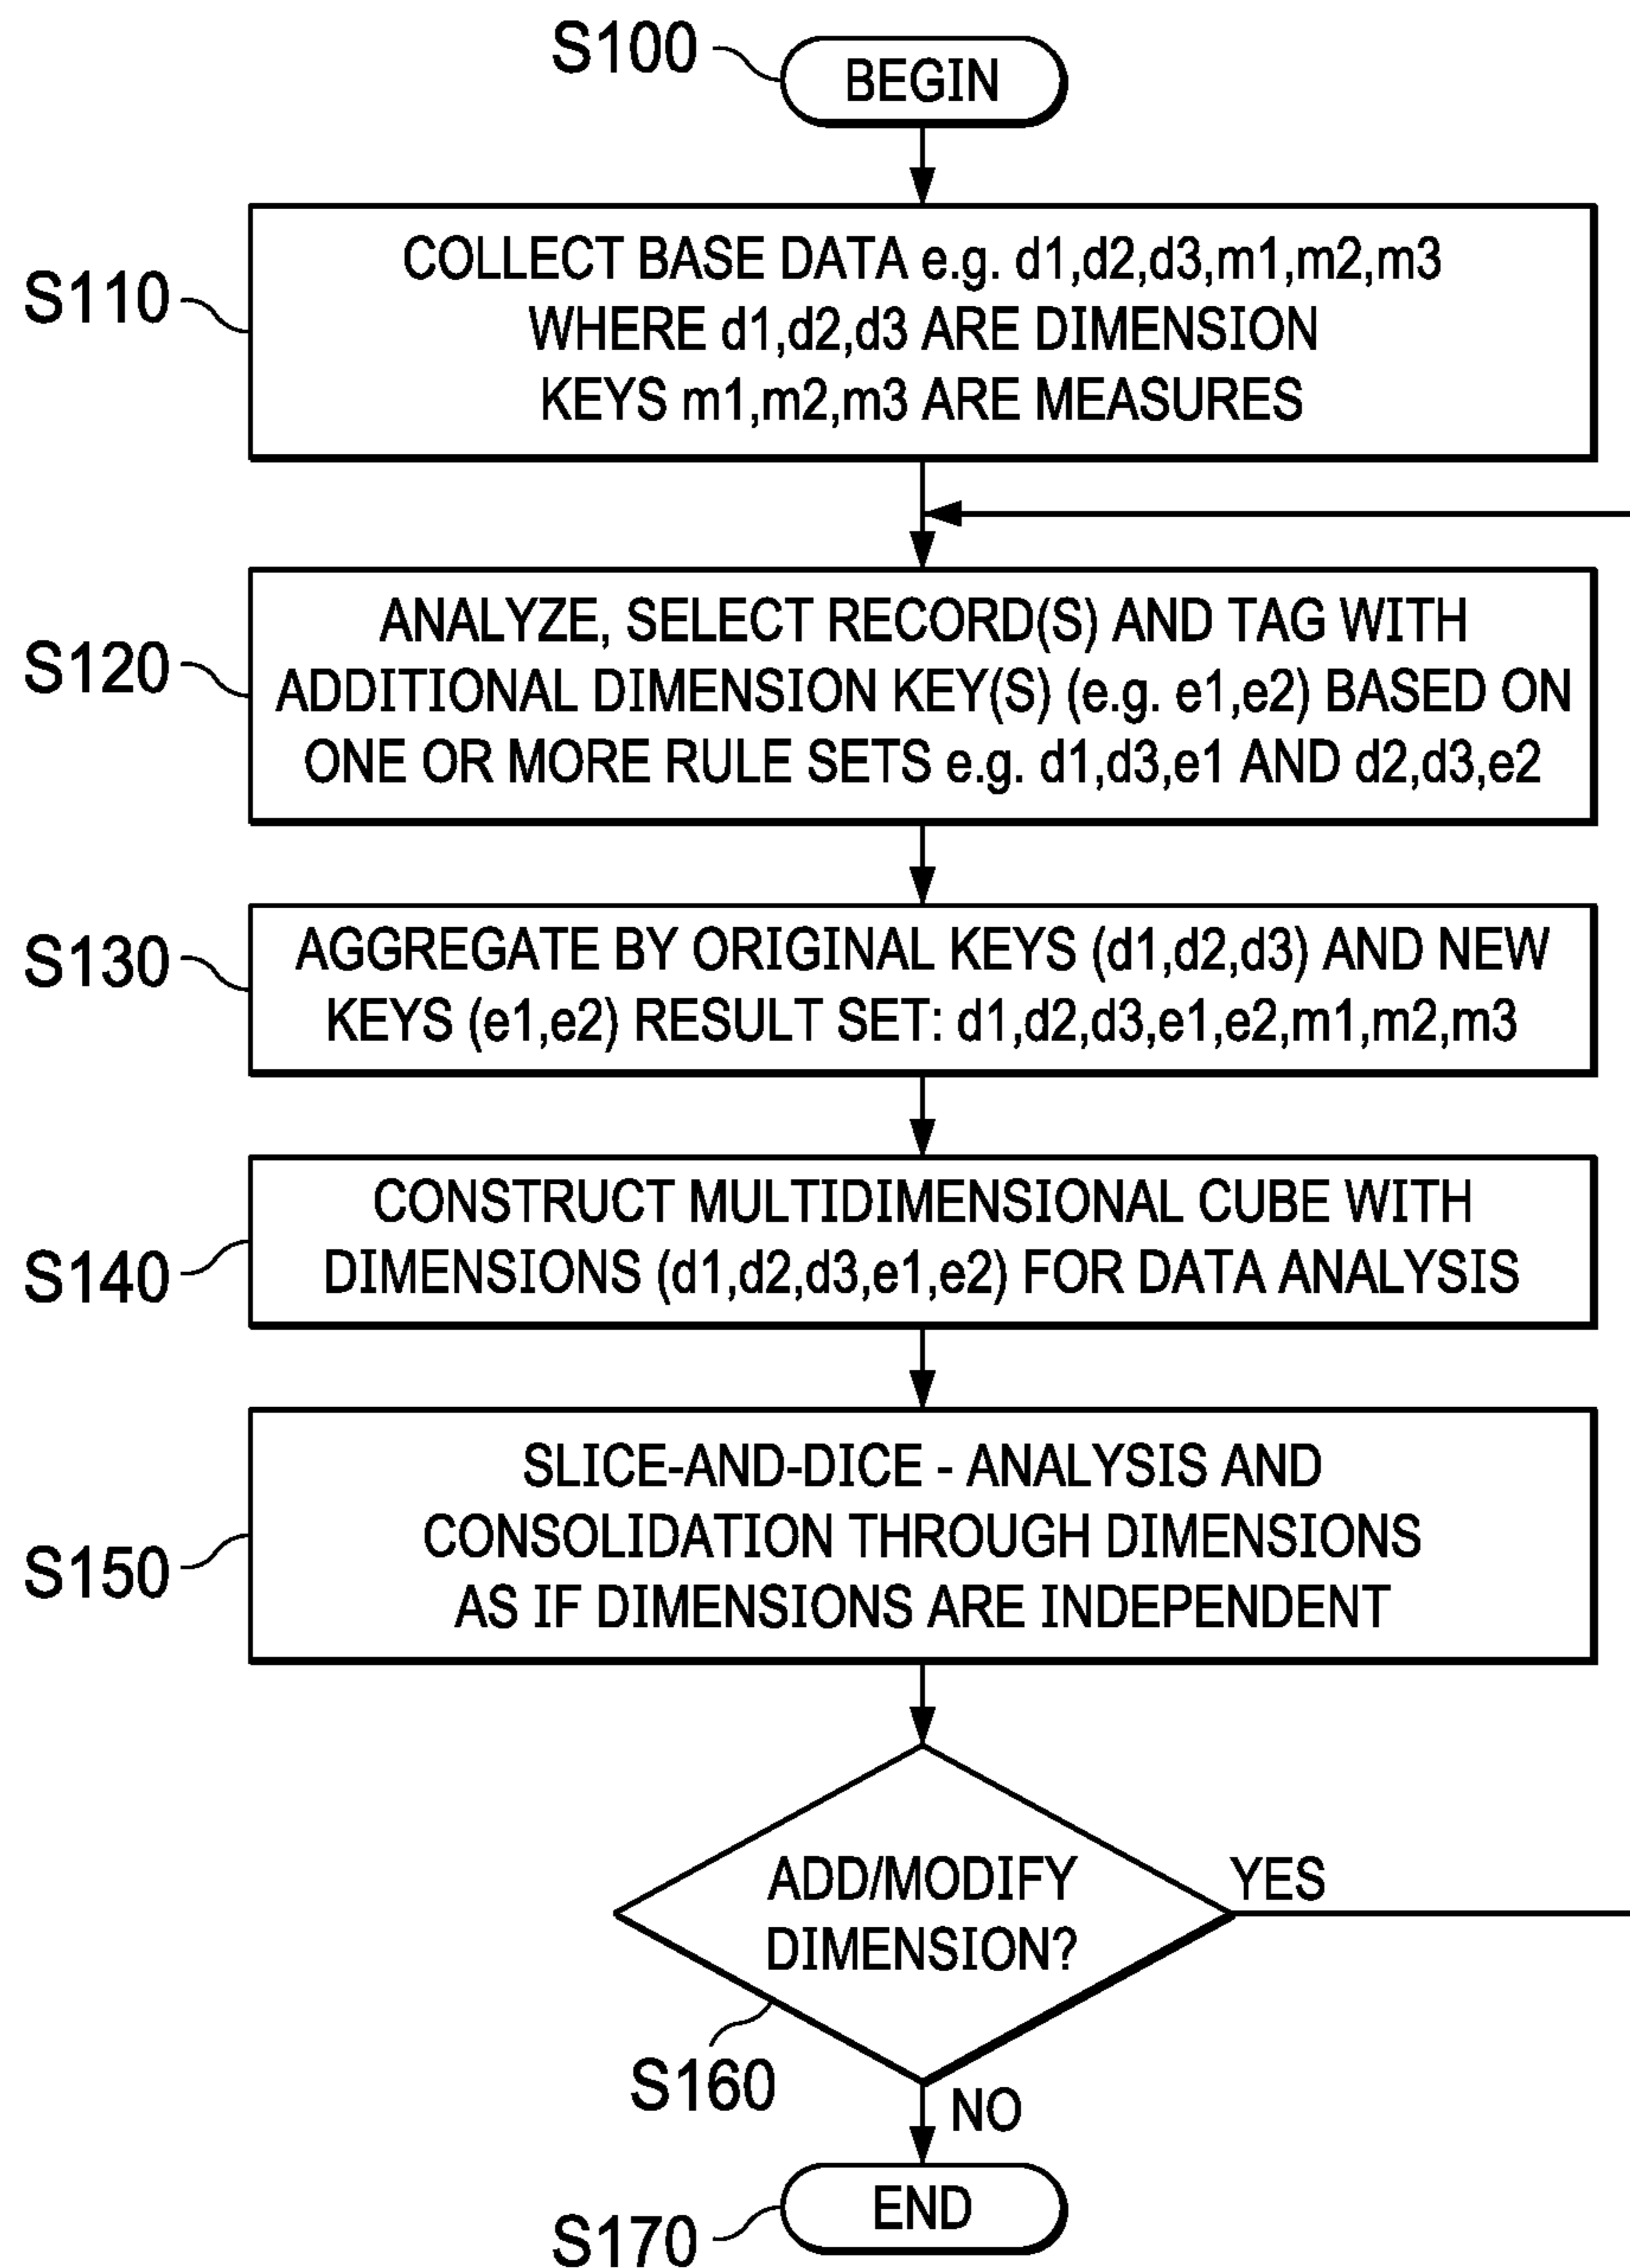 S100
BEGIN
S110
COLLECT BASE DATA e.g. d1,d2,d3,m1,m2,m3
WHERE d1,d2,d3 ARE DIMENSION
KEYS m1,m2,m3 ARE MEASURES
S120
ANALYZE, SELECT RECORD(S) AND TAG WITH
ADDITIONAL DIMENSION KEY(S) (e.g. e1,e2) BASED ON
ONE OR MORE RULE SETS e.g. d1,d3,e1 AND d2,d3,e2
S130
AGGREGATE BY ORIGINAL KEYS (d1,d2,d3) AND NEW
KEYS (e1,e2) RESULT SET: d1,d2,d3,e1,e2,m1,m2,m3
S140
CONSTRUCT MULTIDIMENSIONAL CUBE WITH
DIMENSIONS (d1,d2,d3,e1,e2) FOR DATA ANALYSIS
S150
SLICE-AND-DICE - ANALYSIS AND
CONSOLIDATION THROUGH DIMENSIONS
AS IF DIMENSIONS ARE INDEPENDENT
ADD/MODIFY
DIMENSION?
YES
S160
NO
END
S170